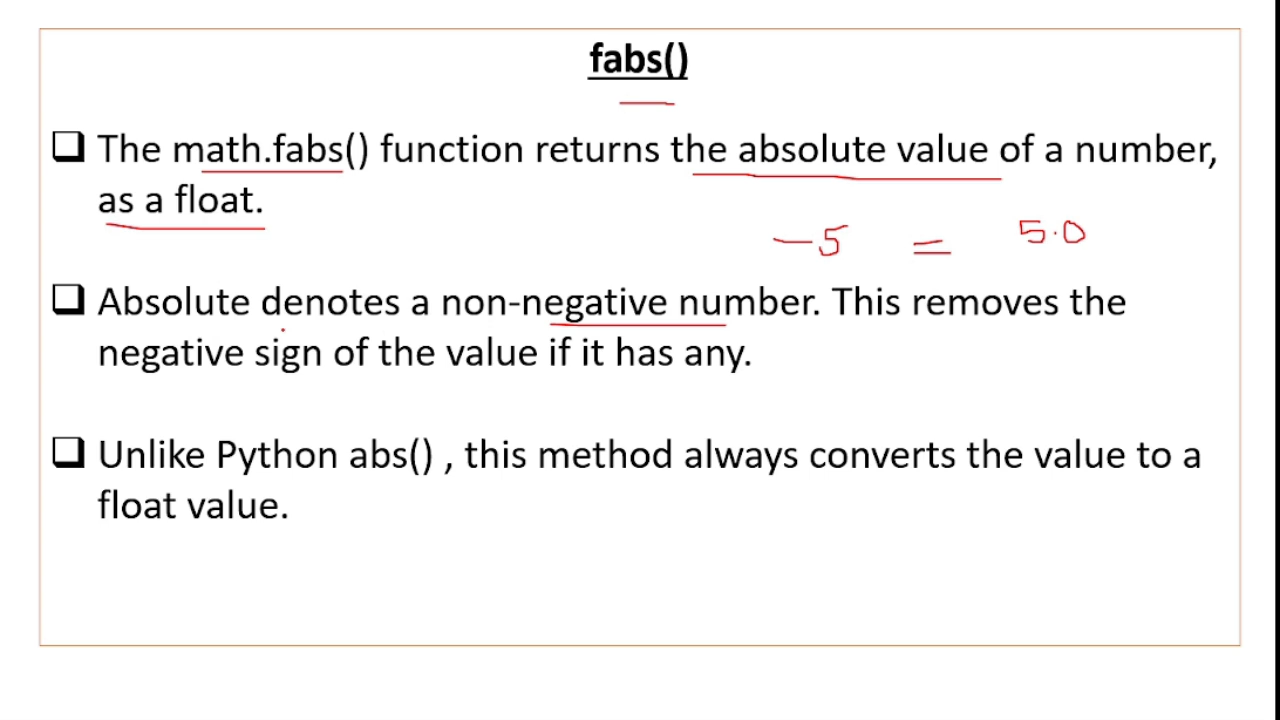 fabs()
❑ The math.fabs() function returns the absolute value of a number,
as a float.
-5 = 5.0
❑ Absolute denotes a non-negative number. This removes the
negative sign of the value if it has any.
❑ Unlike Python abs() , this method always converts the value to a
float value.